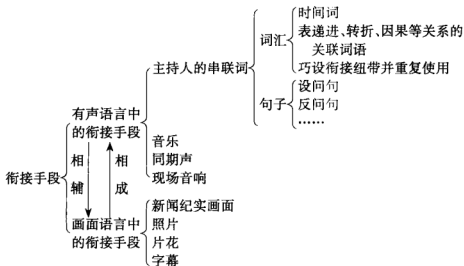 时间词
表递进、转折、因果等关系的
关联词语
词汇
巧设衔接纽带并重复使用
主持人的串联词
设问句
句子
反问句
……
有声语言中
的衔接手段
音乐
同期声
现场音响
相
辅
相
成
衔接手段
新闻纪实画面
画面语言中
的衔接手段
照片
片花
字幕